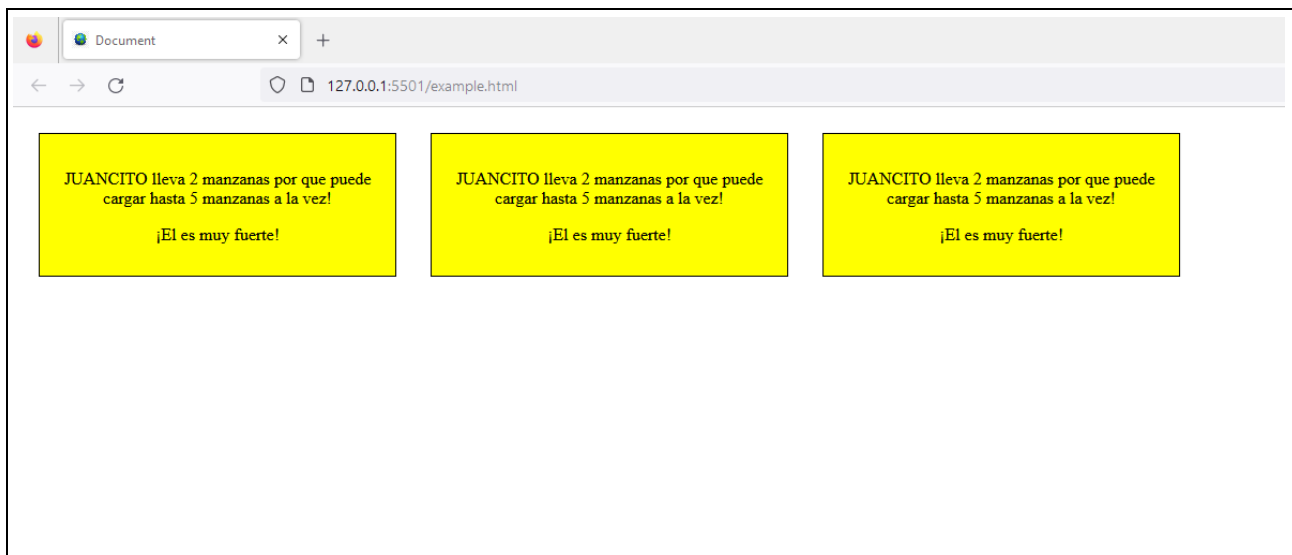 Document
127.0.0.1:5501/example.html
JUANCITO lleva 2 manzanas por que puede
cargar hasta 5 manzanas a la vez!
¡El es muy fuerte!
JUANCITO lleva 2 manzanas por que puede
cargar hasta 5 manzanas a la vez!
¡El es muy fuerte!
JUANCITO lleva 2 manzanas por que puede
cargar hasta 5 manzanas a la vez!
¡El es muy fuerte!